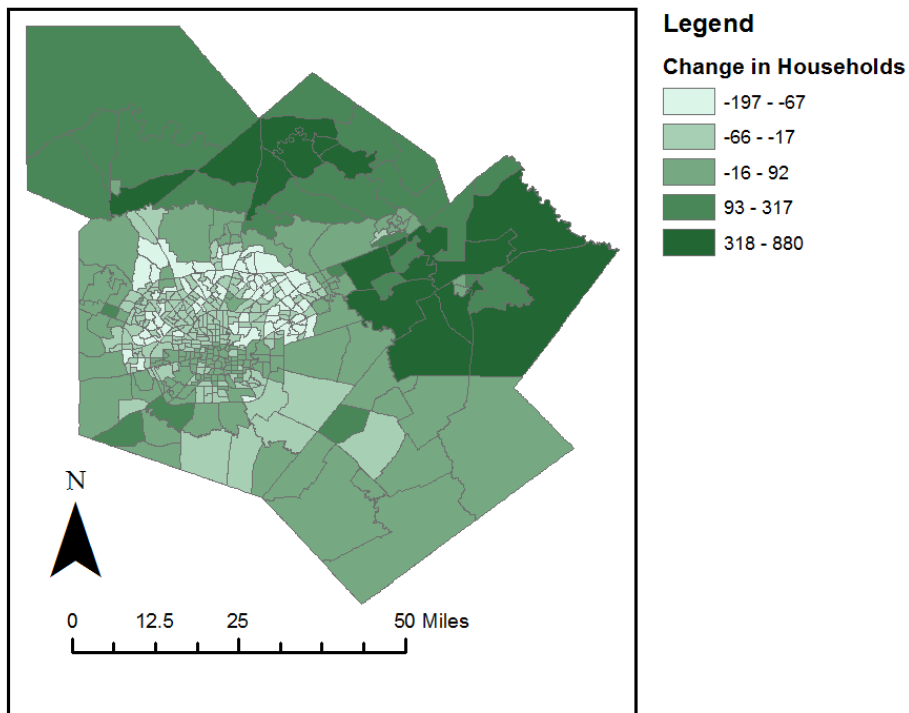 Legend
Change in Households
-197 - -67
-66 - -17
-16 - 92
93 - 317
318 - 880
N
0 12.5 25 50 Miles